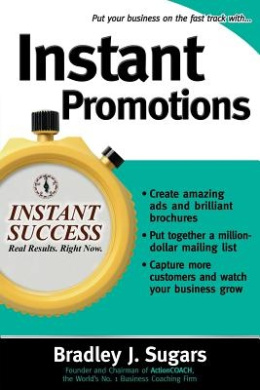 Put your business on the fast track with...
Instant
Promotions
INSTANT
SUCCESS
Real Results. Right Now.
• Create amazing
ads and brilliant
brochures
• Put together a million-
dollar mailing list
• Capture more
customers and watch
your business grow
Bradley J. Sugars
Founder and Chairman of ActionCOACH,
the World's No. 1 Business Coaching Firm